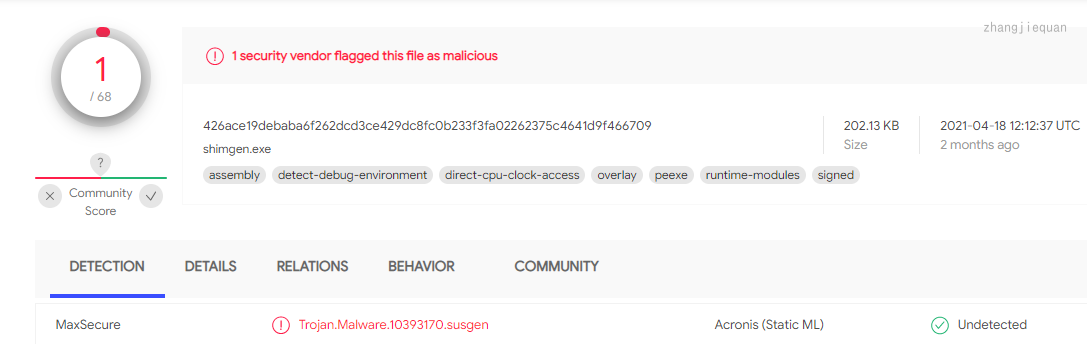 zhangjiequan
1
/ 68
1 security vendor flagged this file as malicious
426ace19debaba6f262dcd3ce429dc8fc0b233f3fa02262375c4641d9f466709
shimgen.exe
202.13 KB
Size
2021-04-18 12:12:37 UTC
2 months ago
assembly detect-debug-environment direct-cpu-clock-access overlay peexe runtime-modules signed
?
Community
Score
DETECTION DETAILS RELATIONS BEHAVIOR COMMUNITY
MaxSecure Trojan.Malware.10393170.susgen Acronis (Static ML) Undetected